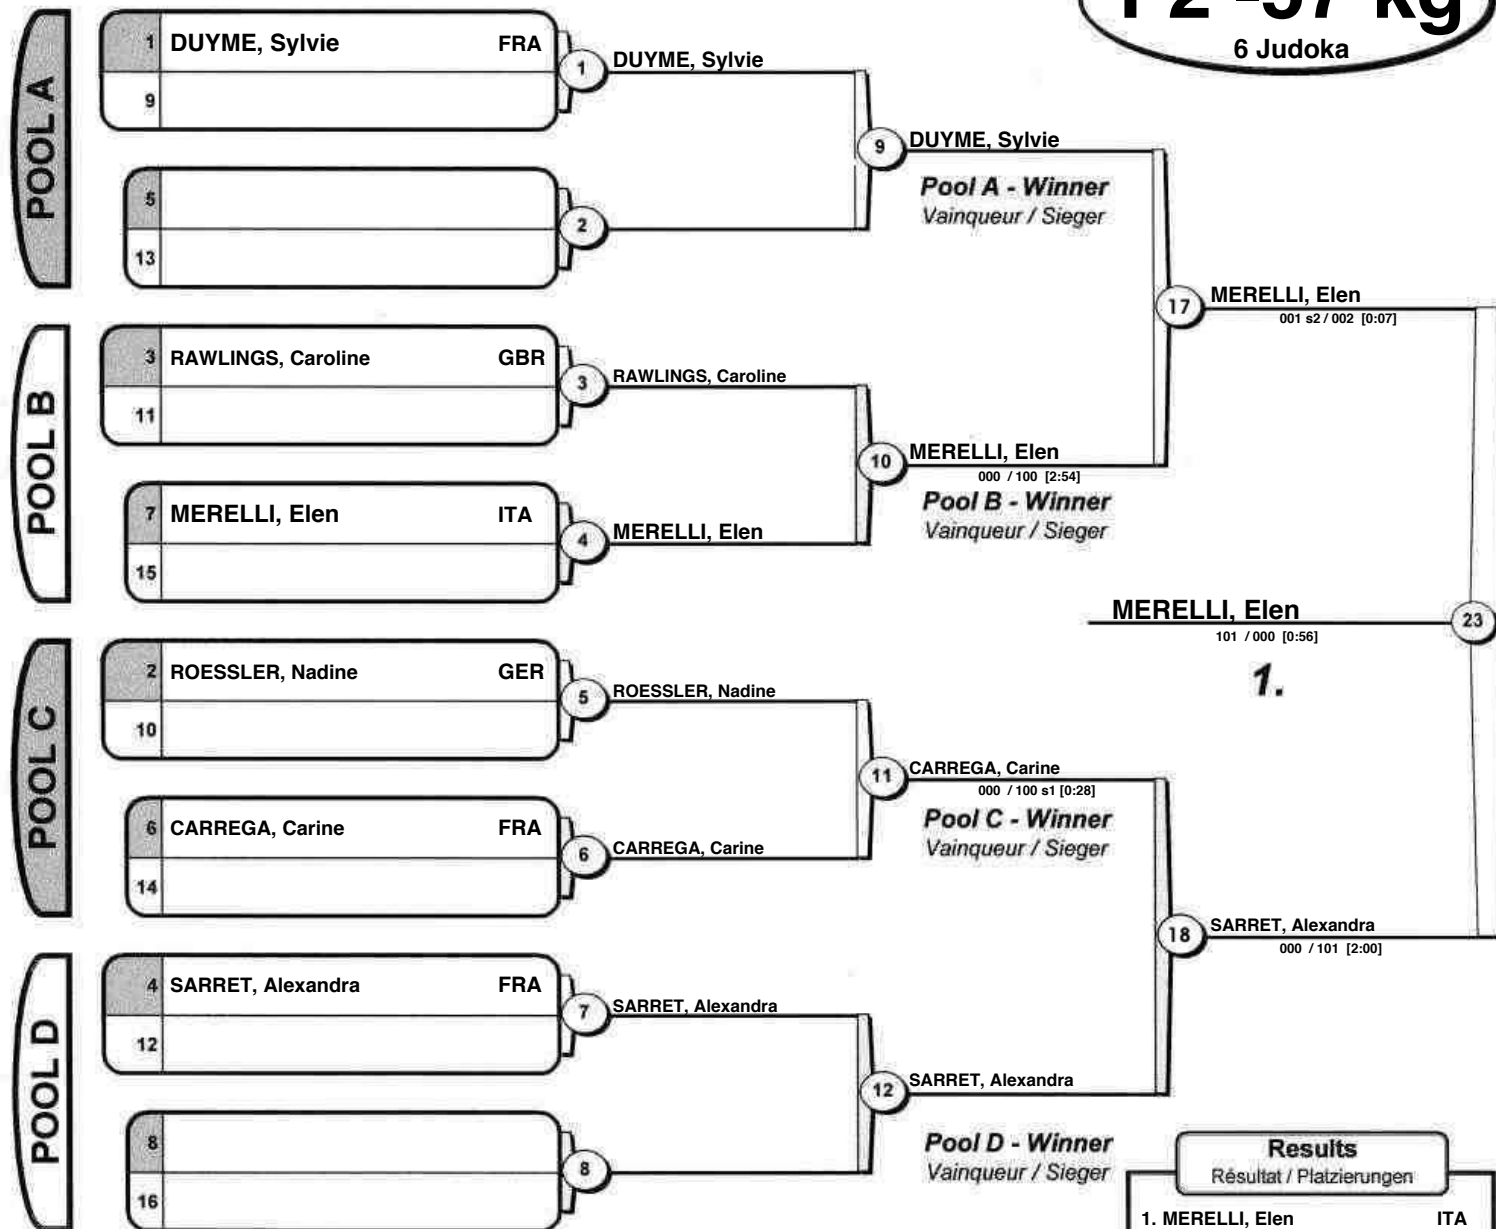 -57 kg
6 Judoka
POOL A
1 DUYME, Sylvie FRA
9
1 DUYME, Sylvie
5
13
2
9 DUYME, Sylvie
Pool A - Winner
Vainqueur / Sieger
POOL B
3 RAWLINGS, Caroline GBR
11
3 RAWLINGS, Caroline
7 MERELLI, Elen ITA
15
4 MERELLI, Elen
10 MERELLI, Elen
000 / 100 [2:54]
Pool B - Winner
Vainqueur / Sieger
17 MERELLI, Elen
001 s2 / 002 [0:07]
MERELLI, Elen 23
101 / 000 [0:56]
1.
POOL C
2 ROESSLER, Nadine GER
10
5 ROESSLER, Nadine
6 CARREGA, Carine FRA
14
6 CARREGA, Carine
11 CARREGA, Carine
000 / 100 s1 [0:28]
Pool C - Winner
Vainqueur / Sieger
18 SARRET, Alexandra
000 / 101 [2:00]
POOL D
4 SARRET, Alexandra FRA
12
7 SARRET, Alexandra
8
16
8
12 SARRET, Alexandra
Pool D - Winner
Vainqueur / Sieger
Results
Résultat / Platzierungen
1. MERELLI, Elen ITA